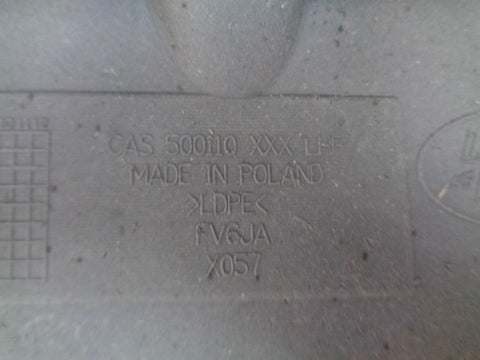 CAS 500110 XXX LHF
MADE IN POLAND
>LDPE<
FV6JA
X057